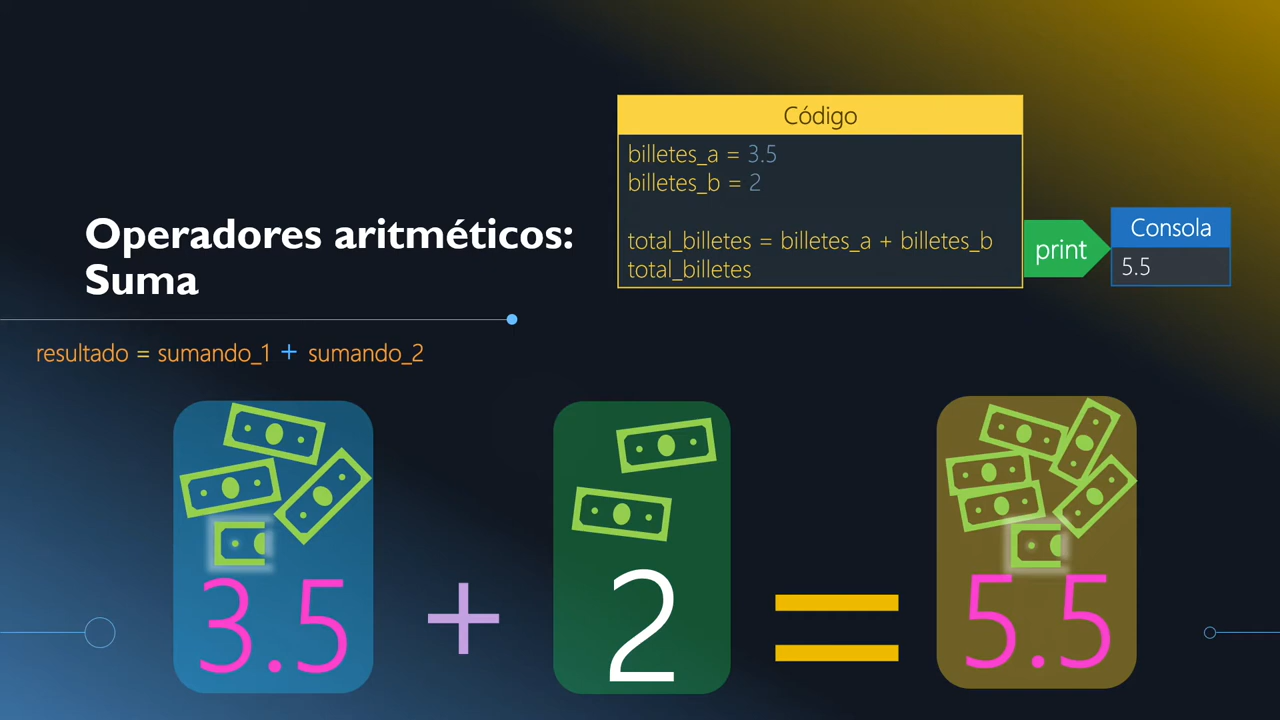 Operadores aritméticos:
Suma
resultado = sumando_1 + sumando_2
Código
billetes_a = 3.5
billetes_b = 2
total_billetes = billetes_a + billetes_b
total_billetes
print
Consola
5.5
3.5 + 2 = 5.5